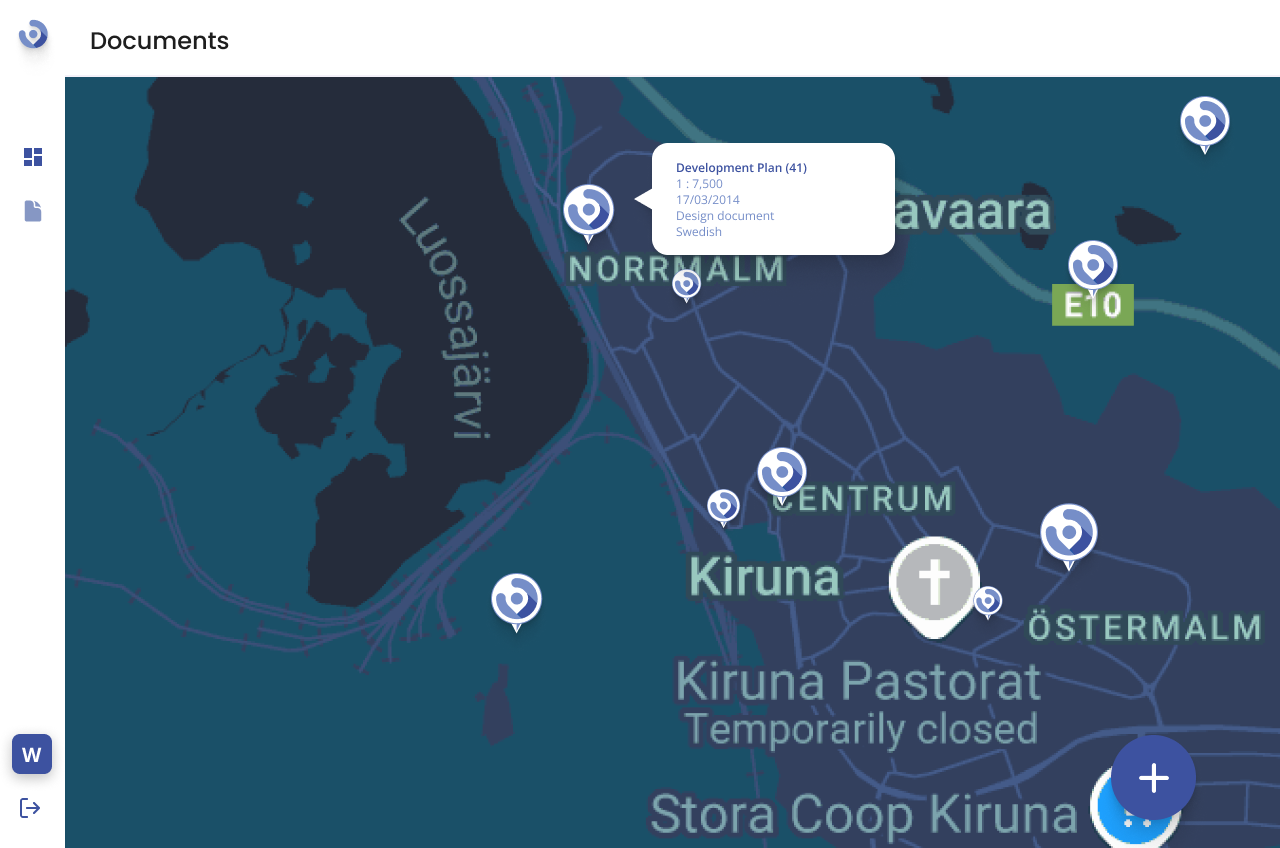 Documents
Development Plan (41)
1 : 7,500
17/03/2014
Design document
Swedish
avaara
Luossajärvi
NORRMALM
E10
CENTRUM
Kiruna
ÖSTERMALM
Kiruna Pastorat
Temporarily closed
W
Stora Coop Kiruna